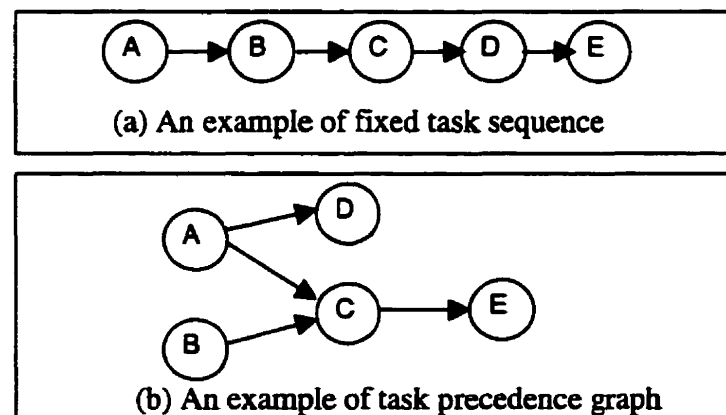 A B C D E
(a) An example of fixed task sequence
D
A
C E
B
(b) An example of task precedence graph